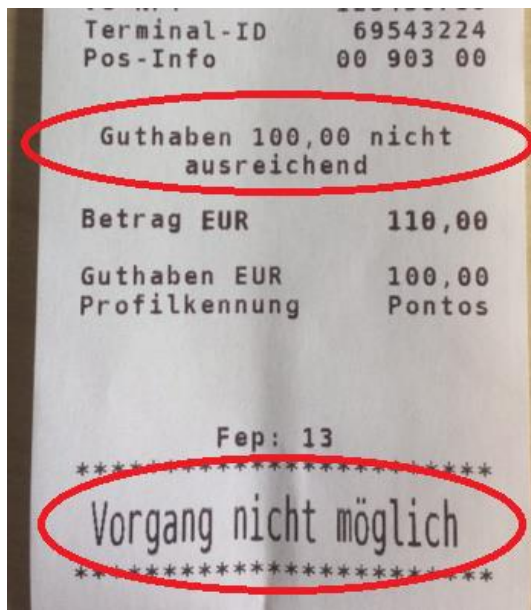 Terminal-ID 69543224
Pos-Info 00 903 00
Guthaben 100,00 nicht
ausreichend
Betrag EUR 110,00
Guthaben EUR 100,00
Profilkennung Pontos
Fep: 13
************************
Vorgang nicht möglich
************************